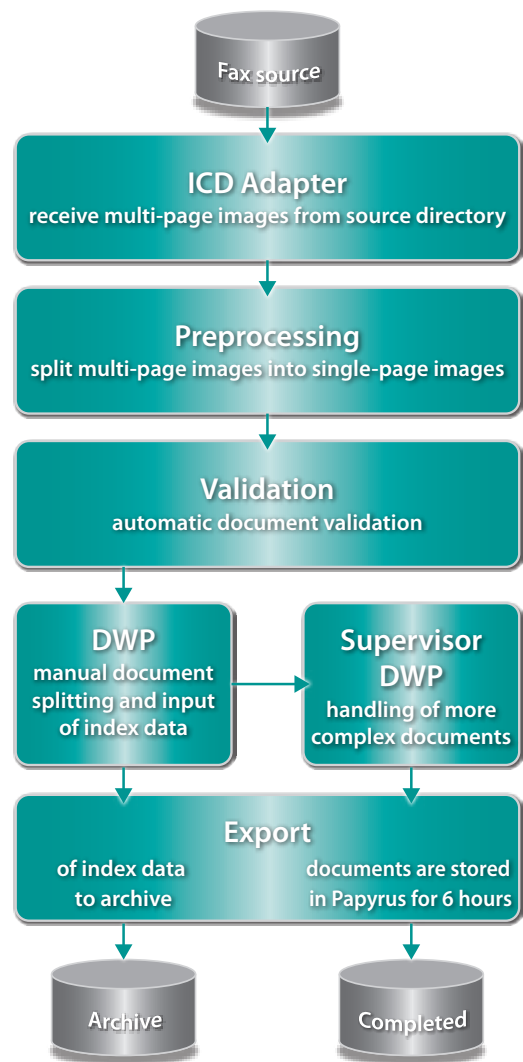 Fax source
ICD Adapter
receive multi-page images from source directory
Preprocessing
split multi-page images into single-page images
Validation
automatic document validation
DWP
manual document
splitting and input
of index data
Supervisor
DWP
handling of more
complex documents
Export
of index data
to archive
documents are stored
in Papyrus for 6 hours
Archive
Completed